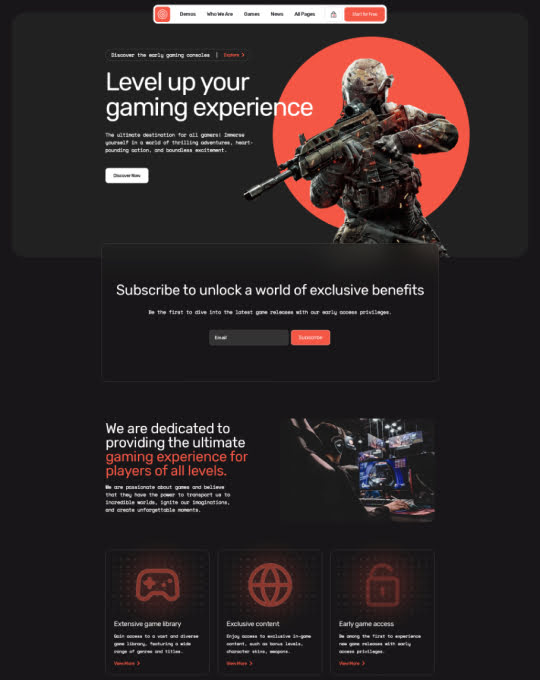 Demos Who We Are Games News All Pages Start for Free
Discover the early gaming consoles | Explore
Level up your
gaming experience
The ultimate destination for all gamers! Immerse
yourself in a world of thrilling adventures, heart-
pounding action, and boundless excitement.
Discover Now
Subscribe to unlock a world of exclusive benefits
Be the first to dive into the latest game releases with our early access privileges.
Email Subscribe
We are dedicated to
providing the ultimate
gaming experience for
players of all levels.
We are passionate about games and believe
that they have the power to transport us to
incredible worlds, ignite our imaginations,
and create unforgettable moments.
Extensive game library
Gain access to a vast and diverse
game library, featuring a wide
range of genres and titles.
View More
Exclusive content
Enjoy access to exclusive in-game
content, such as bonus levels,
character skins, weapons.
View More
Early game access
Be among the first to experience
new game releases with early
access privileges.
View More